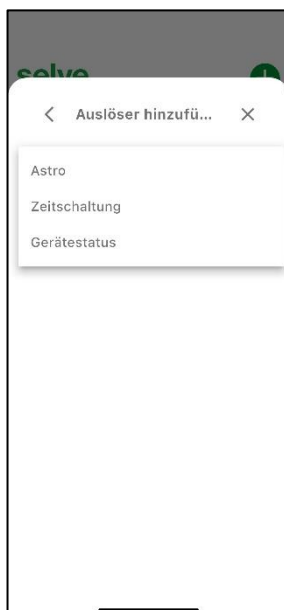 selve
Auslöser hinzufü...
Astro
Zeitschaltung
Gerätestatus